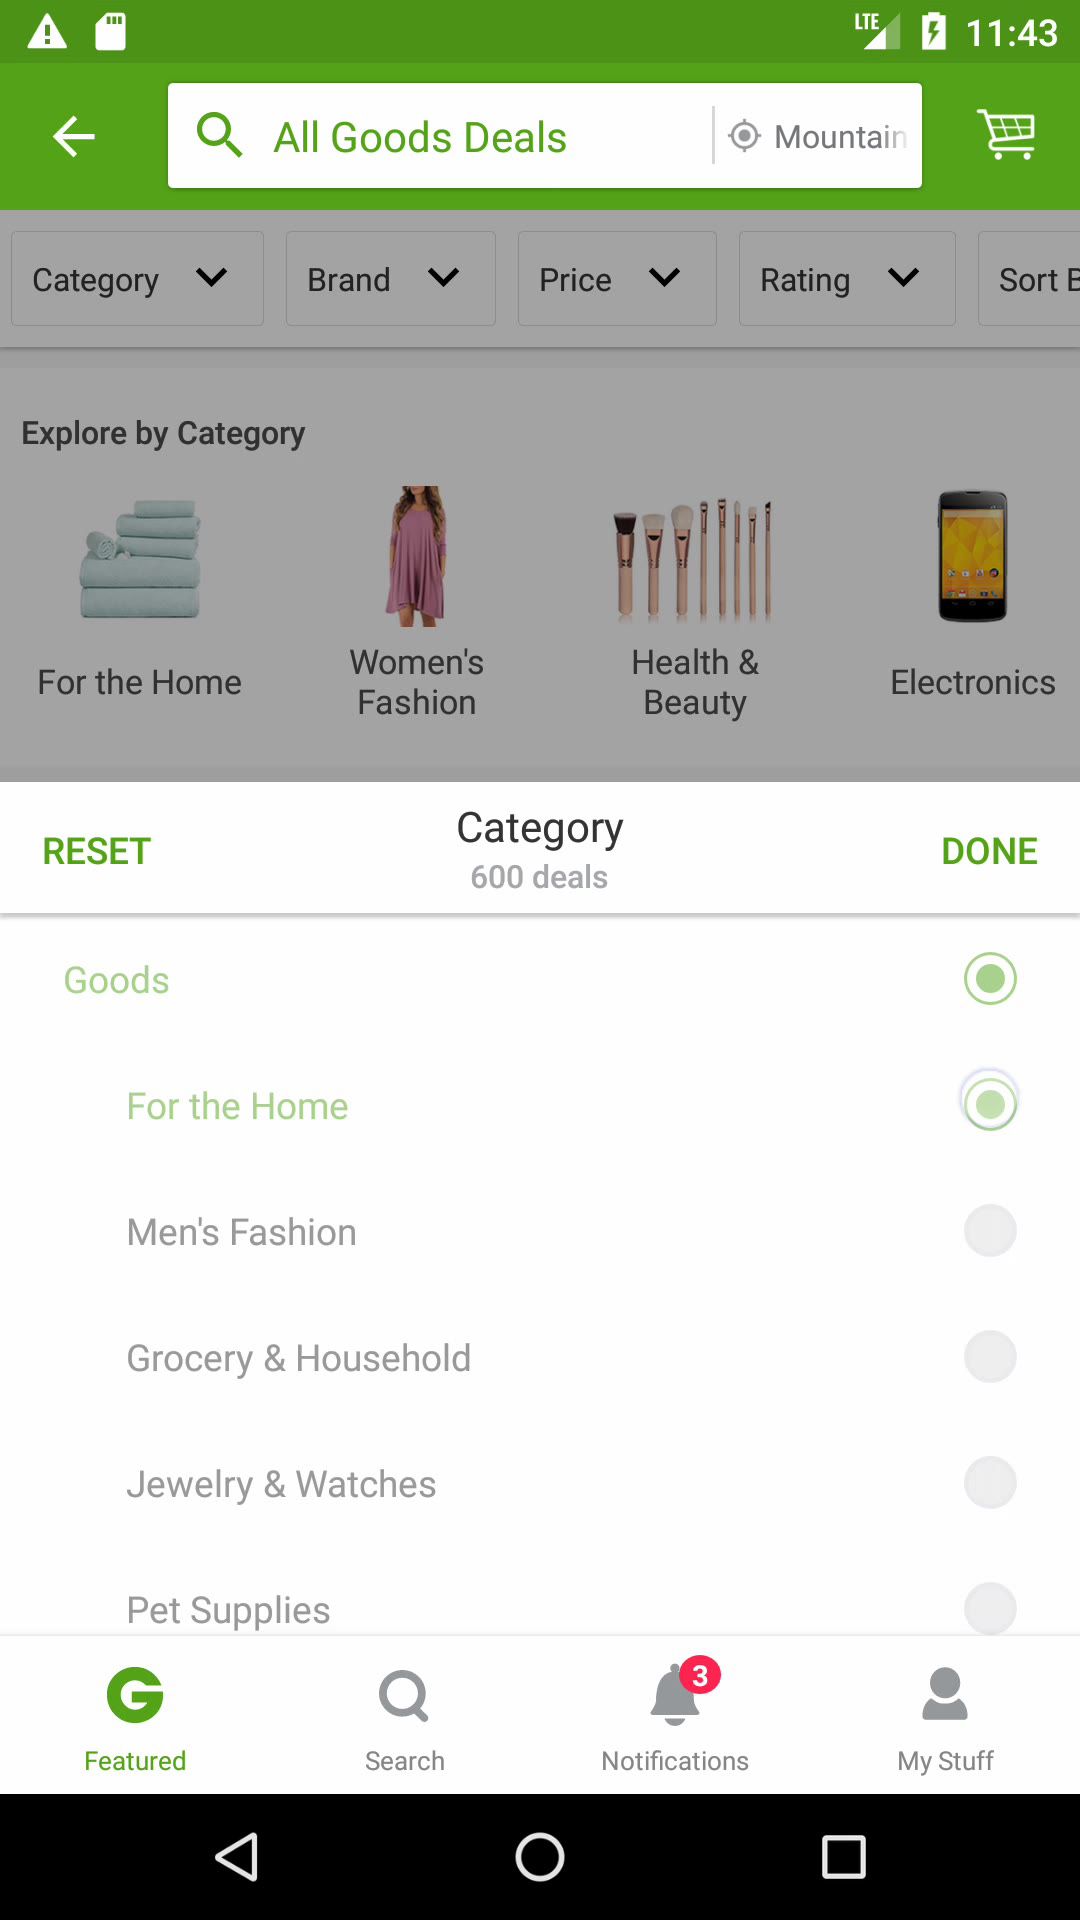 LTE 11:43
All Goods Deals Mountain
Category Brand Price Rating Sort B
Explore by Category
For the Home
Women's
Fashion
Health &
Beauty
Electronics
RESET
Category
600 deals
DONE
Goods
For the Home
Men's Fashion
Grocery & Household
Jewelry & Watches
Pet Supplies
3
Featured Search Notifications My Stuff